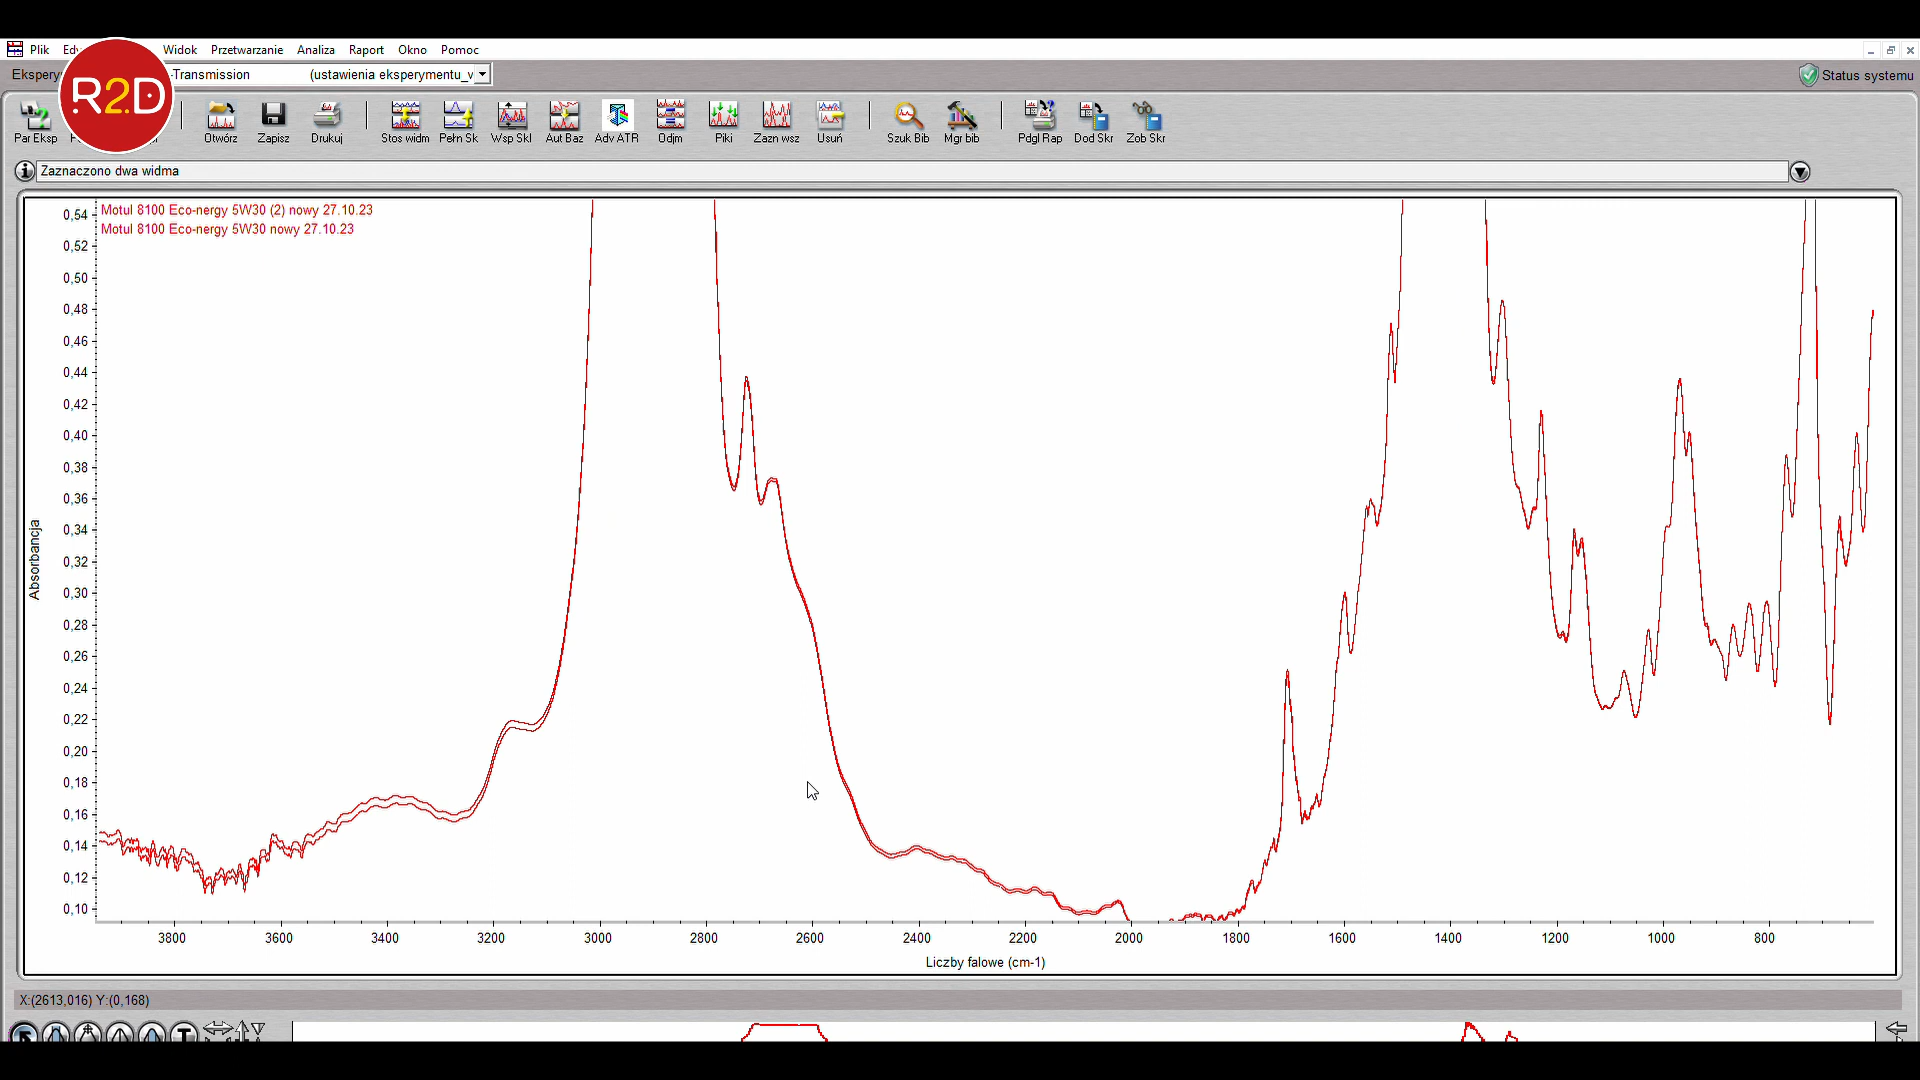 Plik Edy Widok Przetwarzanie Analiza Raport Okno Pomoc
R2D
Ekspery -Transmission (ustawienia eksperymentu_v
Status systemu
Par Eksp Otwórz Zapisz Drukuj Stos widm Pełn Sk Wsp Skl Aut Baz Adv ATR Odjm Piki Zazn wsz Usuń Szuk Bib Mgr bib Pdgl Rap Dod Skr Zob Skr
Zaznaczono dwa widma
Motul 8100 Eco-nergy 5W30 (2) nowy 27.10.23
Motul 8100 Eco-nergy 5W30 nowy 27.10.23
0,54
0,52
0,50
0,48
0,46
0,44
0,42
0,40
0,38
0,36
0,34
0,32
0,30
0,28
0,26
0,24
0,22
0,20
0,18
0,16
0,14
0,12
0,10
Absorbancja
3800 3600 3400 3200 3000 2800 2600 2400 2200 2000 1800 1600 1400 1200 1000 800
Liczby falowe (cm-1)
X:(2613,016) Y:(0,168)
T